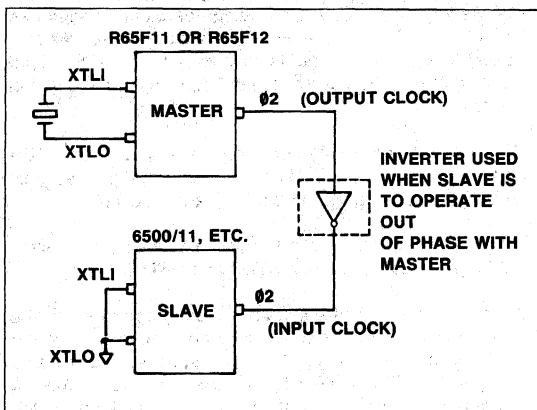 R65F11 OR R65F12
XTLI
MASTER
Ø2 (OUTPUT CLOCK)
XTLO
INVERTER USED
WHEN SLAVE IS
TO OPERATE
OUT
OF PHASE WITH
MASTER
6500/11, ETC.
XTLI
SLAVE
Ø2
(INPUT CLOCK)
XTLO